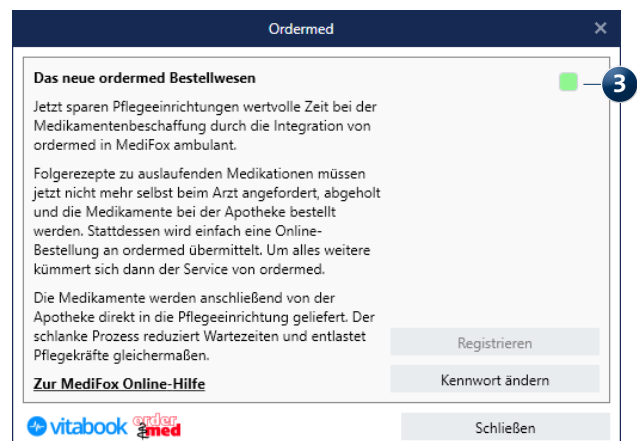 Ordermed
Das neue ordermed Bestellwesen
3
Jetzt sparen Pflegeeinrichtungen wertvolle Zeit bei der
Medikamentenbeschaffung durch die Integration von
ordermed in MediFox ambulant.
Folgerezepte zu auslaufenden Medikationen müssen
jetzt nicht mehr selbst beim Arzt angefordert, abgeholt
und die Medikamente bei der Apotheke bestellt
werden. Stattdessen wird einfach eine Online-
Bestellung an ordermed übermittelt. Um alles weitere
kümmert sich dann der Service von ordermed.
Die Medikamente werden anschließend von der
Apotheke direkt in die Pflegeeinrichtung geliefert. Der
schlanke Prozess reduziert Wartezeiten und entlastet
Pflegekräfte gleichermaßen.
Registrieren
Zur MediFox Online-Hilfe
Kennwort ändern
vitabook
order
med
Schließen